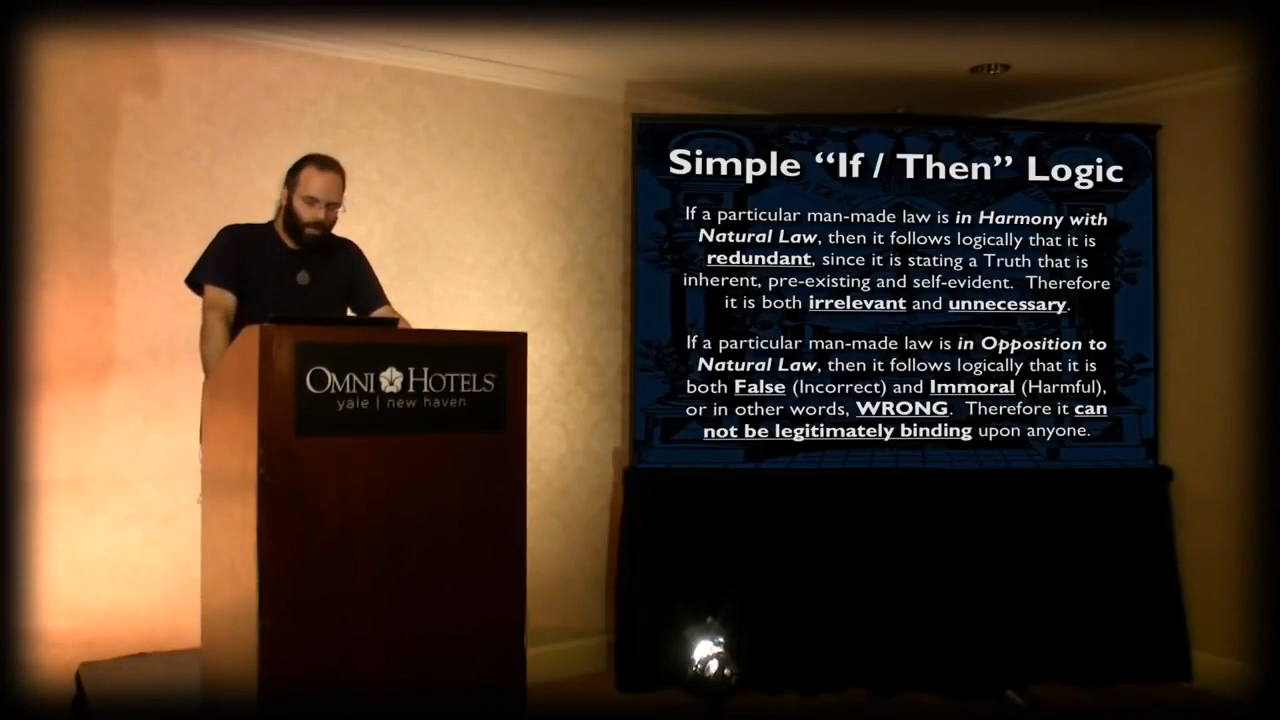 Simple “If / Then” Logic
If a particular man-made law is in Harmony with
Natural Law, then it follows logically that it is
redundant, since it is stating a Truth that is
inherent, pre-existing and self-evident. Therefore
it is both irrelevant and unnecessary.
If a particular man-made law is in Opposition to
Natural Law, then it follows logically that it is
both False (Incorrect) and Immoral (Harmful),
or in other words, WRONG. Therefore it can
not be legitimately binding upon anyone.
OMNI HOTELS
yale | new haven